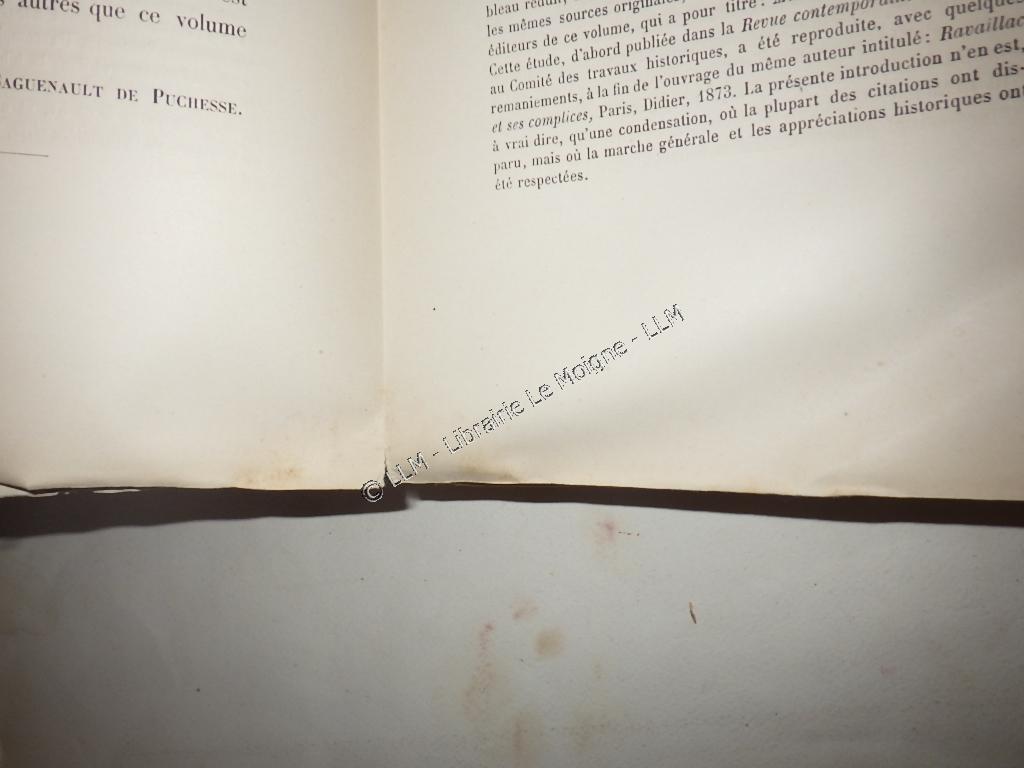 autres que ce volume
BAGUENAULT DE PUCHESSE.
les mêmes sources originales,
éditeurs de ce volume, qui a pour titre :
Cette étude, d'abord publiée dans la Revue contemporaine
au Comité des travaux historiques, a été reproduite, avec quelques
remaniements, à la fin de l'ouvrage du même auteur intitulé : Ravaillac
et ses complices, Paris, Didier, 1873. La présente introduction n'en est,
à vrai dire, qu'une condensation, où la plupart des citations ont dis-
paru, mais où la marche générale et les appréciations historiques ont
été respectées.
© LLM - Librairie Le Moigne - LLM